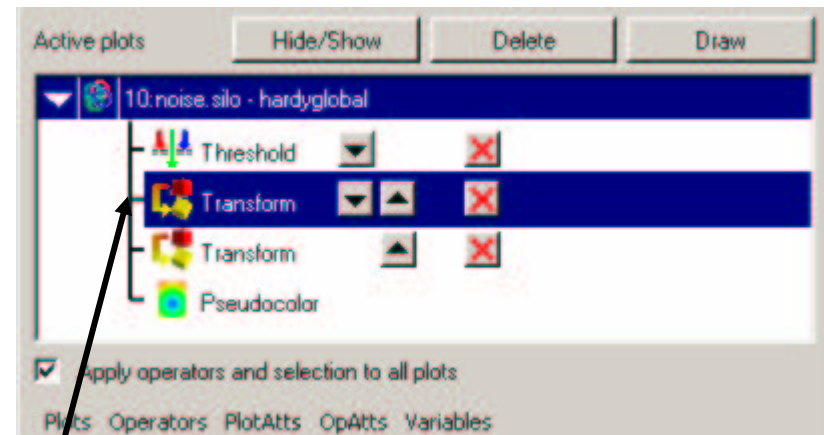 Active plots Hide/Show Delete Draw
10:noise.silo - hardyglobal
Threshold
Transform
Transform
Pseudocolor
Apply operators and selection to all plots
Plots Operators PlotAtts OpAtts Variables